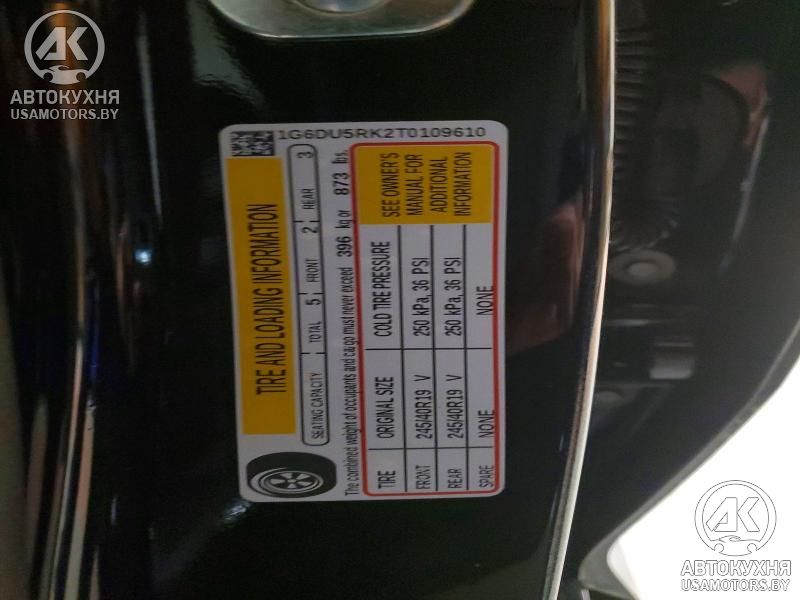 АВТОКУХНЯ
USAMOTORS.BY
1G6DU5RK2T0109610
TIRE AND LOADING INFORMATION
SEATING CAPACITY TOTAL 5 FRONT 2 REAR 3
The combined weight of occupants and cargo must never exceed 396 kg or 873 lbs.
TIRE ORIGINAL SIZE COLD TIRE PRESSURE
FRONT 245/40R19 V 250 kPa, 36 PSI
REAR 245/40R19 V 250 kPa, 36 PSI
SPARE NONE NONE
SEE OWNER'S
MANUAL FOR
ADDITIONAL
INFORMATION
АВТОКУХНЯ
USAMOTORS.BY